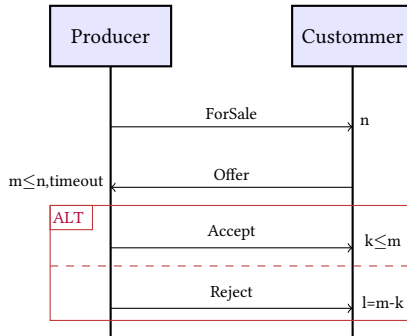 Producer
Custommer
ForSale
n
Offer
m≤n,timeout
ALT
Accept
k≤m
Reject
l=m-k